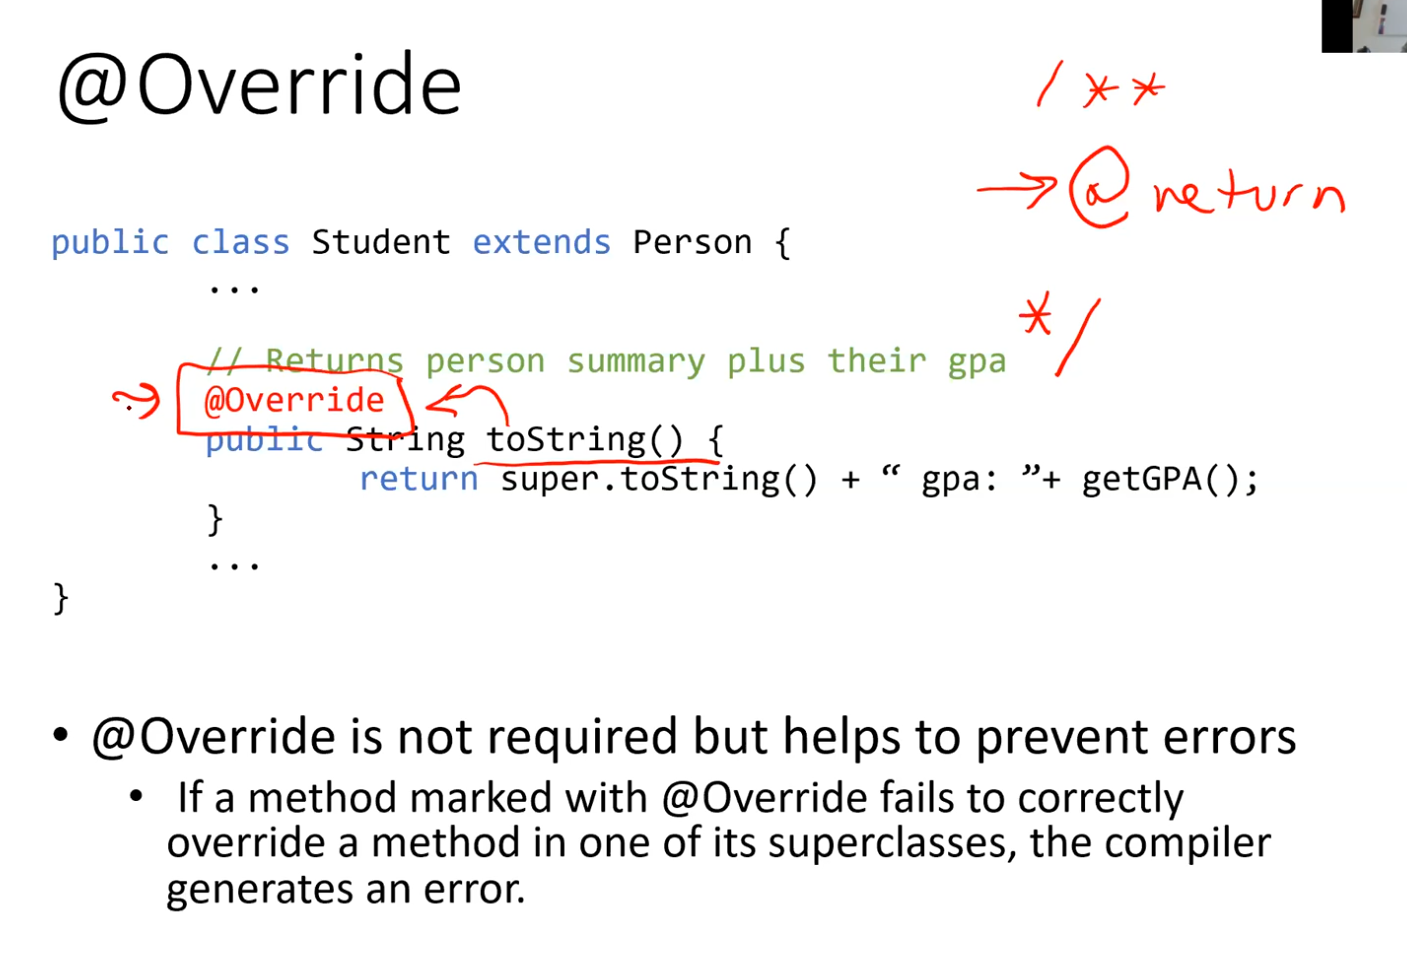 @Override
/**
→ @ return
*/
public class Student extends Person {
...
// Returns person summary plus their gpa
@Override
public String toString() {
return super.toString() + “ gpa: ”+ getGPA();
}
...
}
• @Override is not required but helps to prevent errors
• If a method marked with @Override fails to correctly
override a method in one of its superclasses, the compiler
generates an error.